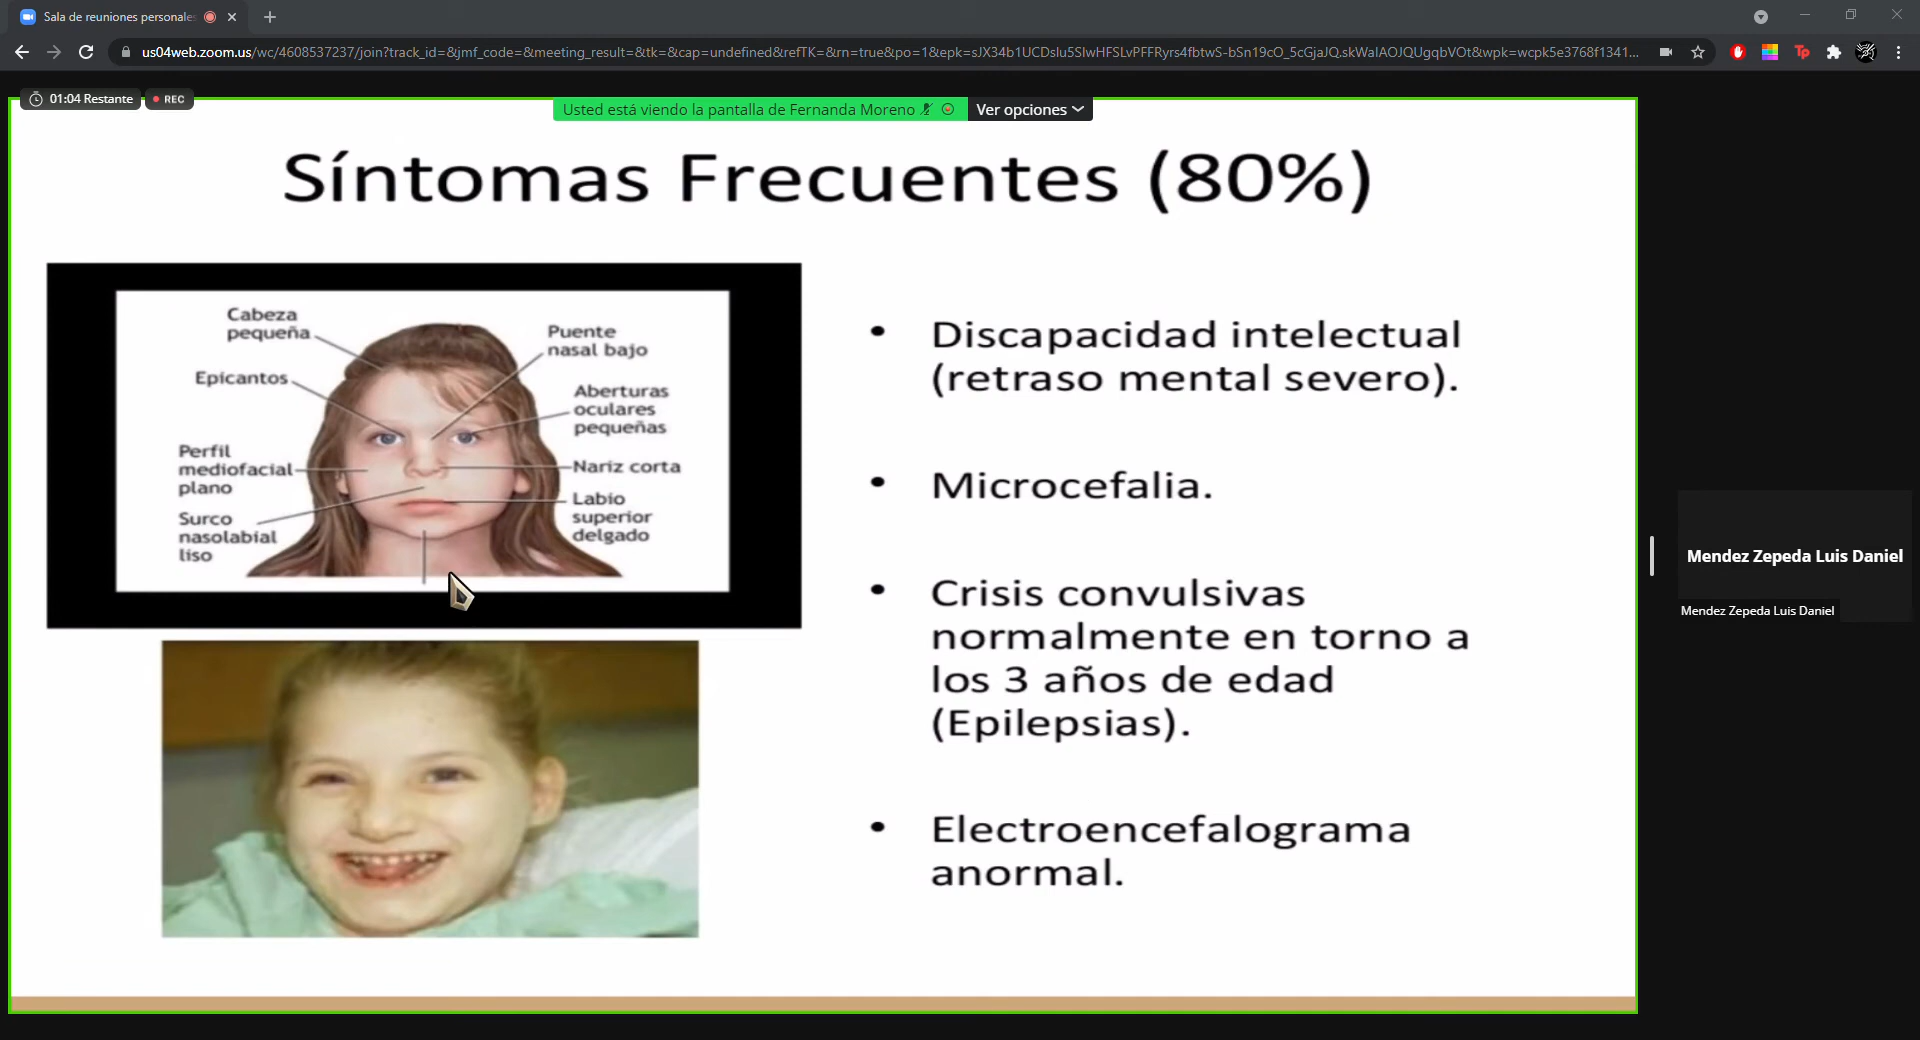 Sala de reuniones personales
us04web.zoom.us/wc/4608537237/join?track_id=&jmf_code=&meeting_result=&tk=&cap=undefined&refTK=&rn=true&po=1&epk=sJX34b1UCDslu5SlwHFSLvPFFRyrs4fbtwS-bSn19cO_5cGjaJQ.skWaIAOJQUgqbVOt&wpk=wcpk5e3768f1341...
01:04 Restante
REC
Usted está viendo la pantalla de Fernanda Moreno
Ver opciones
Síntomas Frecuentes (80%)
Cabeza
pequeña
Epicantos
Perfil
mediofacial
plano
Surco
nasolabial
liso
Puente
nasal bajo
Aberturas
oculares
pequeñas
Nariz corta
Labio
superior
delgado
• Discapacidad intelectual
(retraso mental severo).
• Microcefalia.
• Crisis convulsivas
normalmente en torno a
los 3 años de edad
(Epilepsias).
• Electroencefalograma
anormal.
Mendez Zepeda Luis Daniel
Mendez Zepeda Luis Daniel